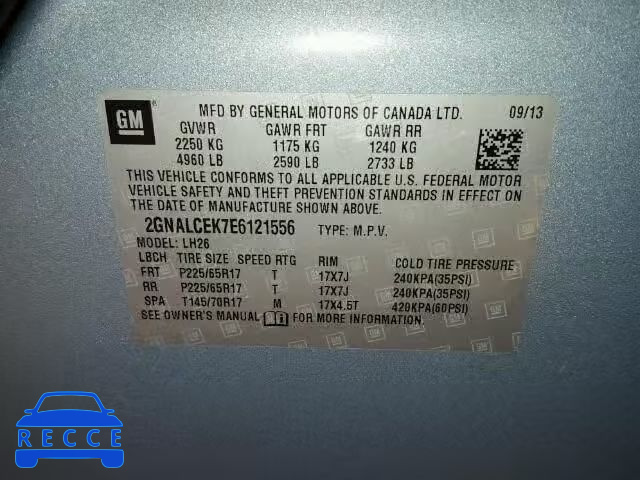 GM
MFD BY GENERAL MOTORS OF CANADA LTD. 09/13
GVWR GAWR FRT GAWR RR
2250 KG 1175 KG 1240 KG
4960 LB 2590 LB 2733 LB
THIS VEHICLE CONFORMS TO ALL APPLICABLE U.S. FEDERAL MOTOR
VEHICLE SAFETY AND THEFT PREVENTION STANDARDS IN EFFECT ON
THE DATE OF MANUFACTURE SHOWN ABOVE.
2GNALCEK7E6121556 TYPE: M.P.V.
MODEL: LH26
LBCH TIRE SIZE SPEED RTG RIM COLD TIRE PRESSURE
FRT P225/65R17 T 17X7J 240KPA(35PSI)
RR P225/65R17 T 17X7J 240KPA(35PSI)
SPA T145/70R17 M 17X4.5T 420KPA(60PSI)
SEE OWNER'S MANUAL FOR MORE INFORMATION
RECCE